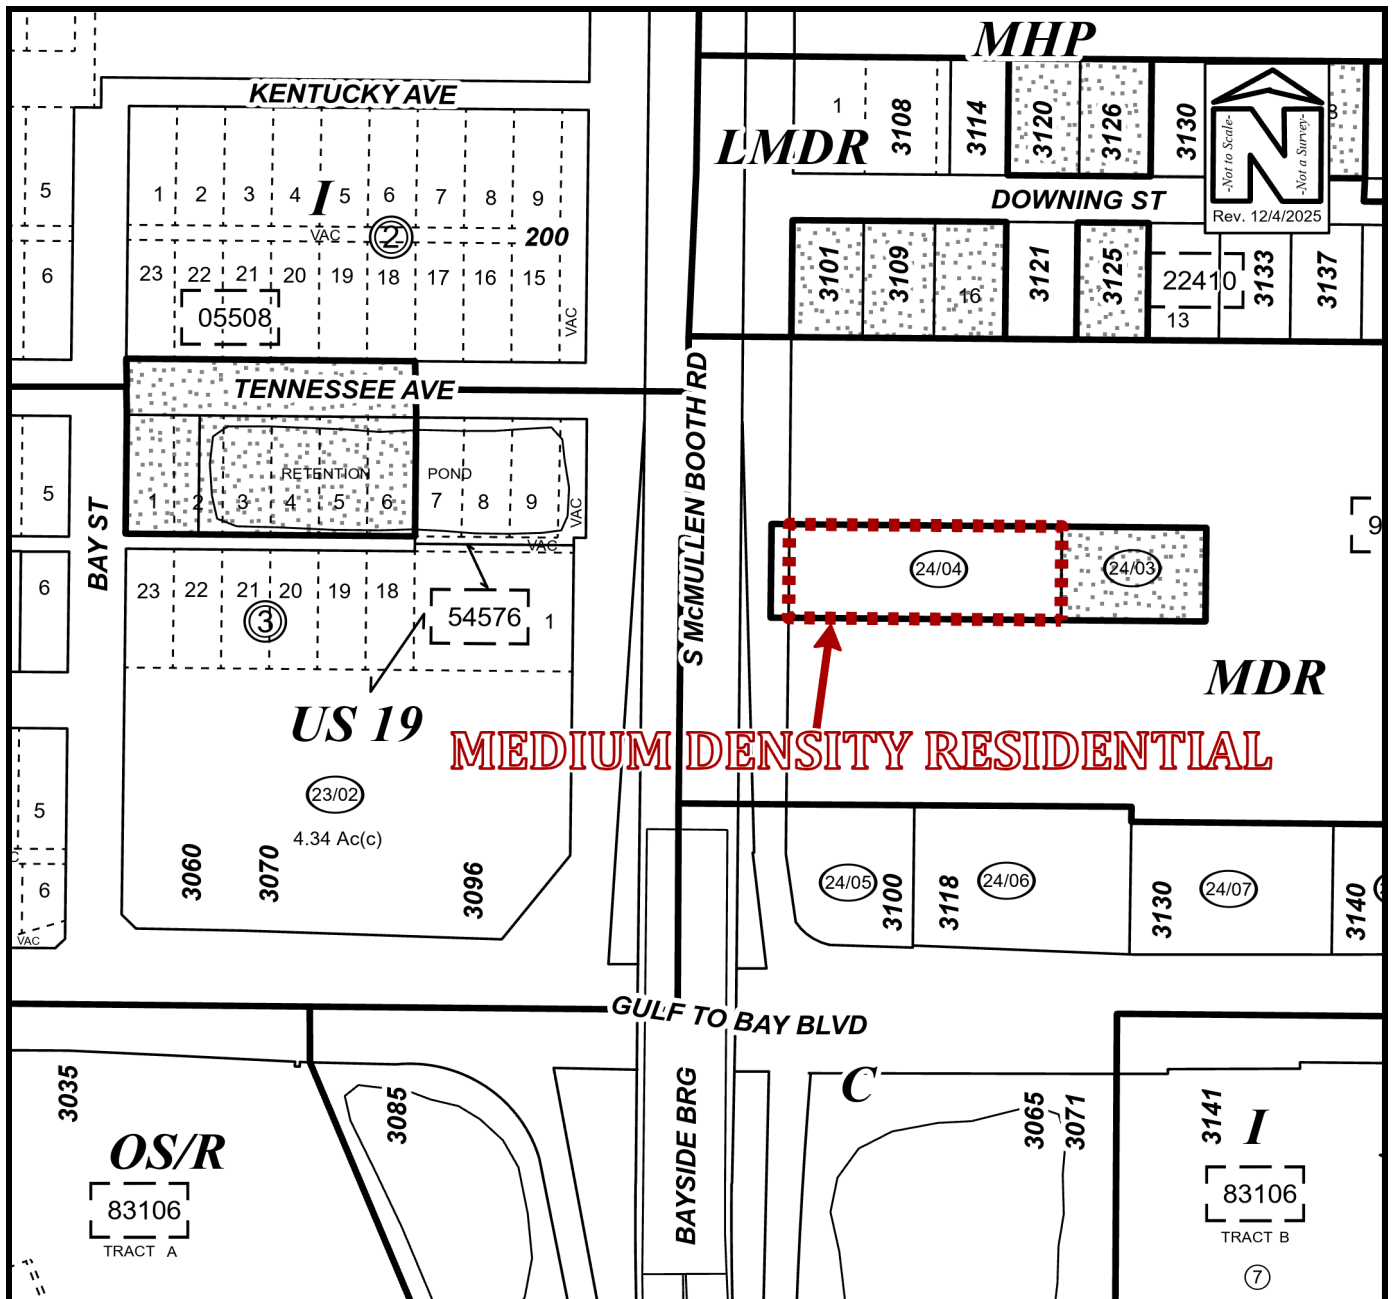 MHP
KENTUCKY AVE
1
3108
3114
3120
3126
3130
-Not to Scale-
-Not a Survey-
Rev. 12/4/2025
LMDR
5
1
2
3
4
5
6
7
8
9
I
VAC
2
200
DOWNING ST
6
23
22
21
20
19
18
17
16
15
VAC
05508
3101
3109
16
3121
3125
22410
13
3133
3137
TENNESSEE AVE
S McMULLEN BOOTH RD
RETENTION POND
5
1
2
3
4
5
6
7
8
9
VAC
VAC
BAY ST
9
24/04
24/03
6
23
22
21
20
19
18
3
54576
1
MDR
US 19
MEDIUM DENSITY RESIDENTIAL
23/02
4.34 Ac(c)
5
6
VAC
3060
3070
3096
24/05
3100
3118
24/06
3130
24/07
3140
GULF TO BAY BLVD
BAYSIDE BRG
3035
3085
C
3065
3071
3141
I
OS/R
83106
TRACT A
83106
TRACT B
7